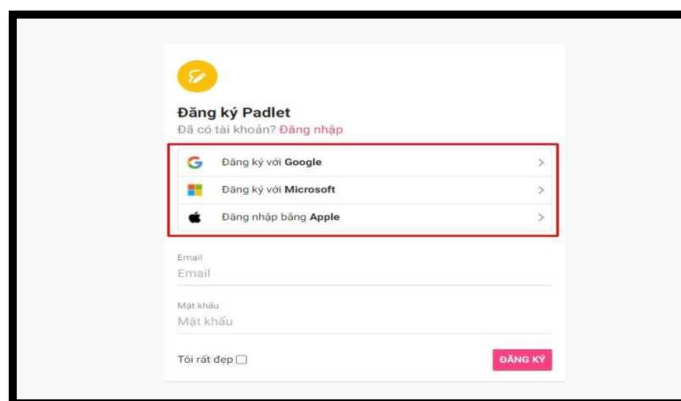 Đăng ký Padlet
Đã có tài khoản? Đăng nhập
Đăng ký với Google
Đăng ký với Microsoft
Đăng nhập bằng Apple
Email
Email
Mật khẩu
Mật khẩu
Tôi rất đẹp
ĐĂNG KÝ